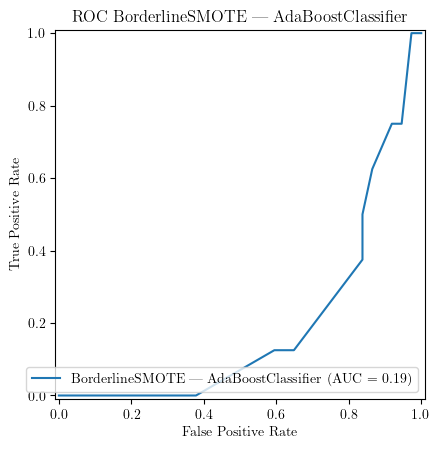 ROC BorderlineSMOTE — AdaBoostClassifier
1.0
0.8
0.6
0.4
0.2
0.0
True Positive Rate
BorderlineSMOTE — AdaBoostClassifier (AUC = 0.19)
0.0 0.2 0.4 0.6 0.8 1.0
False Positive Rate